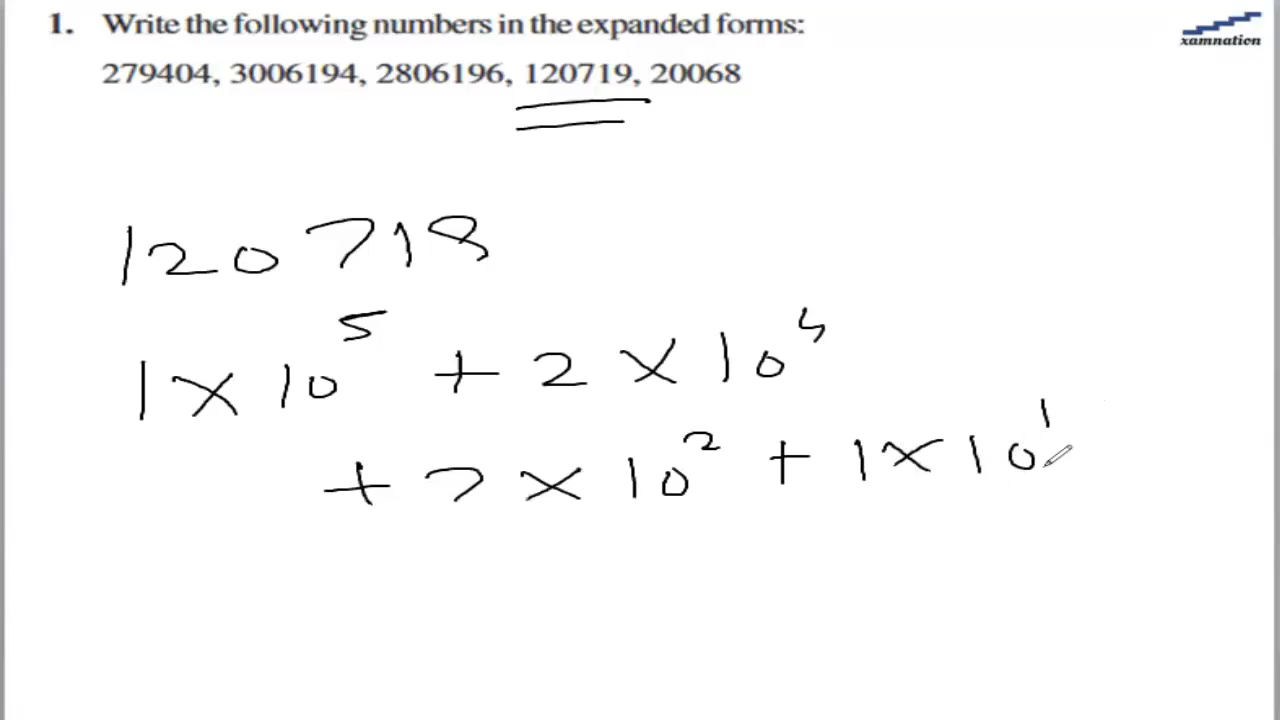 1. Write the following numbers in the expanded forms:
xamnation
279404, 3006194, 2806196, 120719, 20068
120719
1 × 10⁵ + 2 × 10⁴
+ 7 × 10² + 1 × 10¹